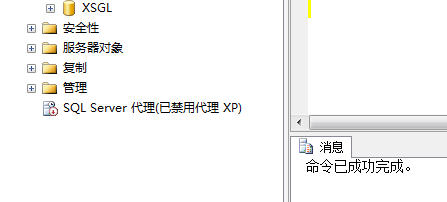 XSGL
安全性
服务器对象
复制
管理
SQL Server 代理(已禁用代理 XP)
消息
命令已成功完成。